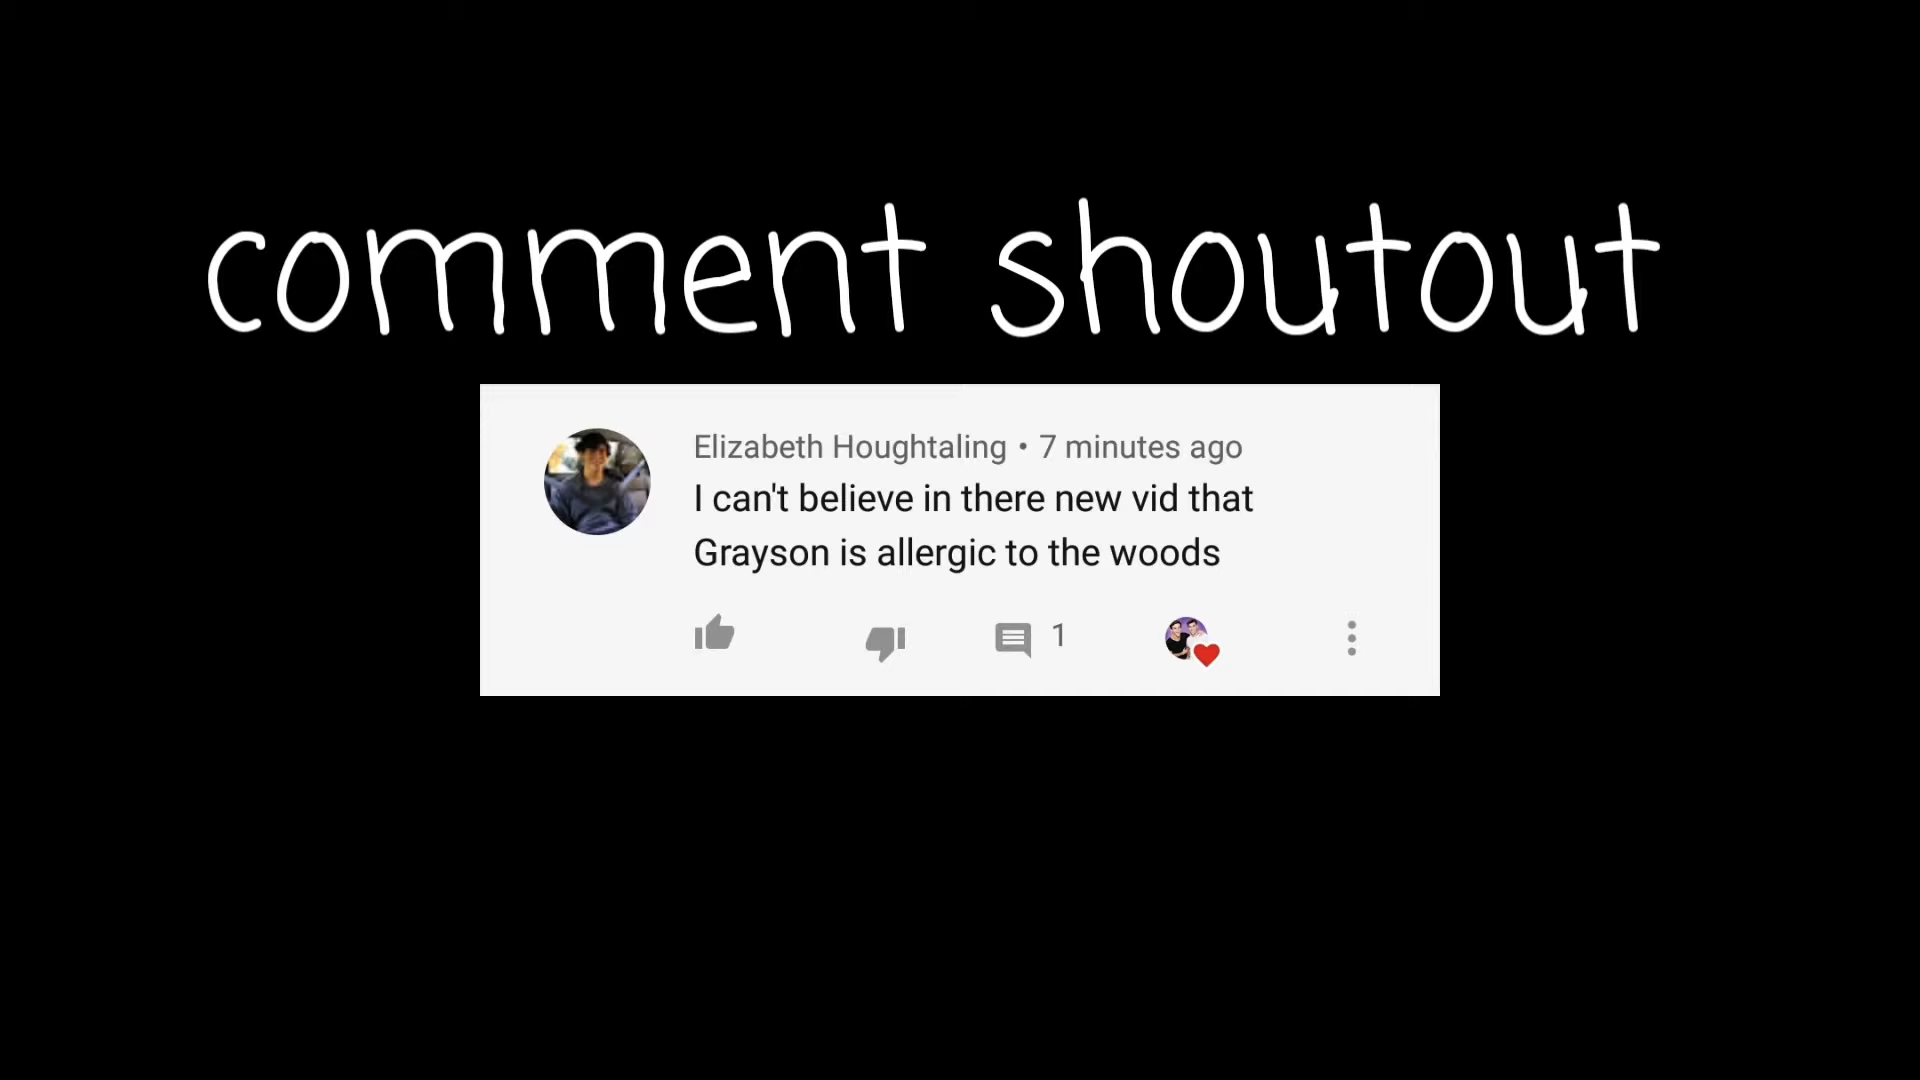 comment shoutout
Elizabeth Houghtaling • 7 minutes ago
I can't believe in there new vid that
Grayson is allergic to the woods
1